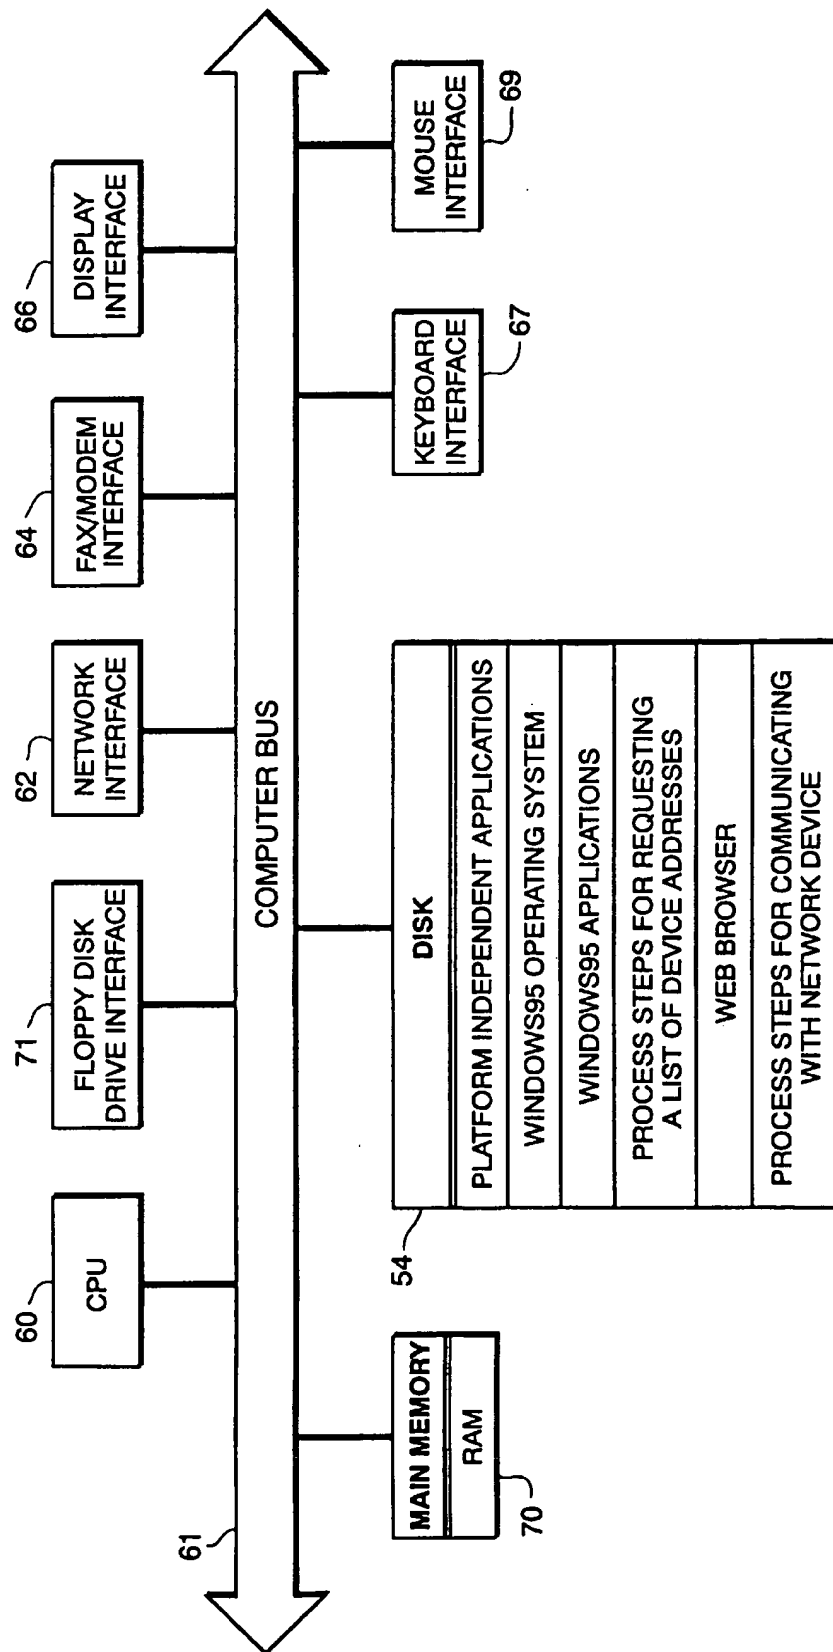 60
CPU
71
FLOPPY DISK
DRIVE INTERFACE
62
NETWORK
INTERFACE
64
FAX/MODEM
INTERFACE
66
DISPLAY
INTERFACE
61
COMPUTER BUS
MAIN MEMORY
RAM
70
54
DISK
PLATFORM INDEPENDENT APPLICATIONS
WINDOWS95 OPERATING SYSTEM
WINDOWS95 APPLICATIONS
PROCESS STEPS FOR REQUESTING
A LIST OF DEVICE ADDRESSES
WEB BROWSER
PROCESS STEPS FOR COMMUNICATING
WITH NETWORK DEVICE
KEYBOARD
INTERFACE
67
MOUSE
INTERFACE
69